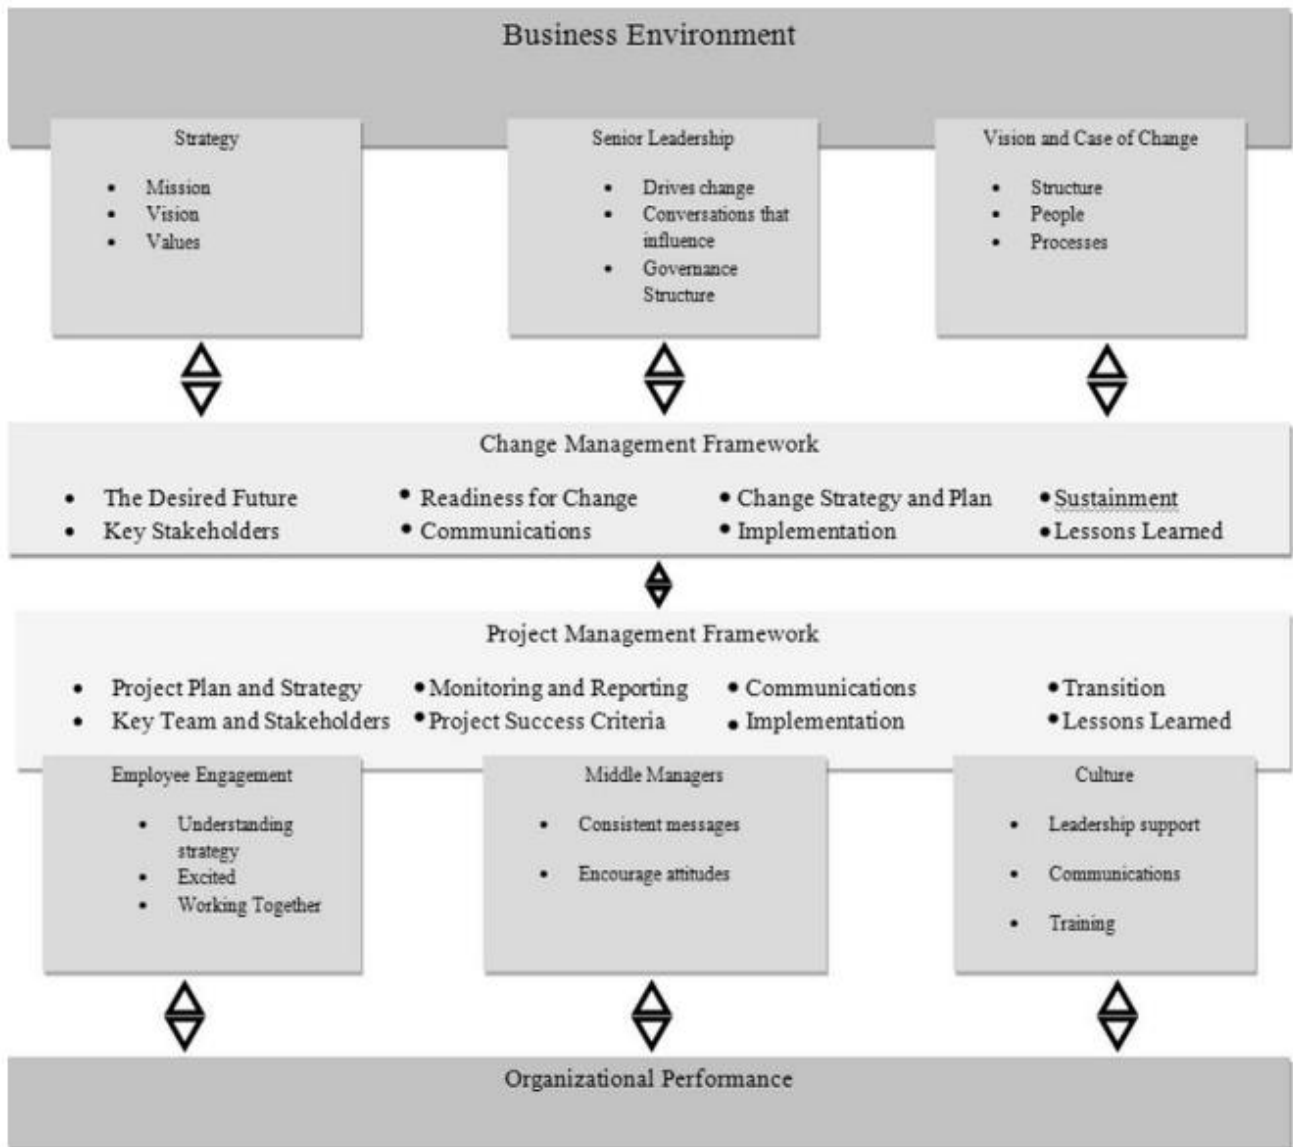 Business Environment
Strategy
• Mission
• Vision
• Values
Senior Leadership
• Drives change
• Conversations that
influence
• Governance
Structure
Vision and Case of Change
• Structure
• People
• Processes
Change Management Framework
• The Desired Future • Readiness for Change • Change Strategy and Plan • Sustainment
• Key Stakeholders • Communications • Implementation • Lessons Learned
Project Management Framework
• Project Plan and Strategy • Monitoring and Reporting • Communications • Transition
• Key Team and Stakeholders • Project Success Criteria • Implementation • Lessons Learned
Employee Engagement
• Understanding
strategy
• Excited
• Working Together
Middle Managers
• Consistent messages
• Encourage attitudes
Culture
• Leadership support
• Communications
• Training
Organizational Performance